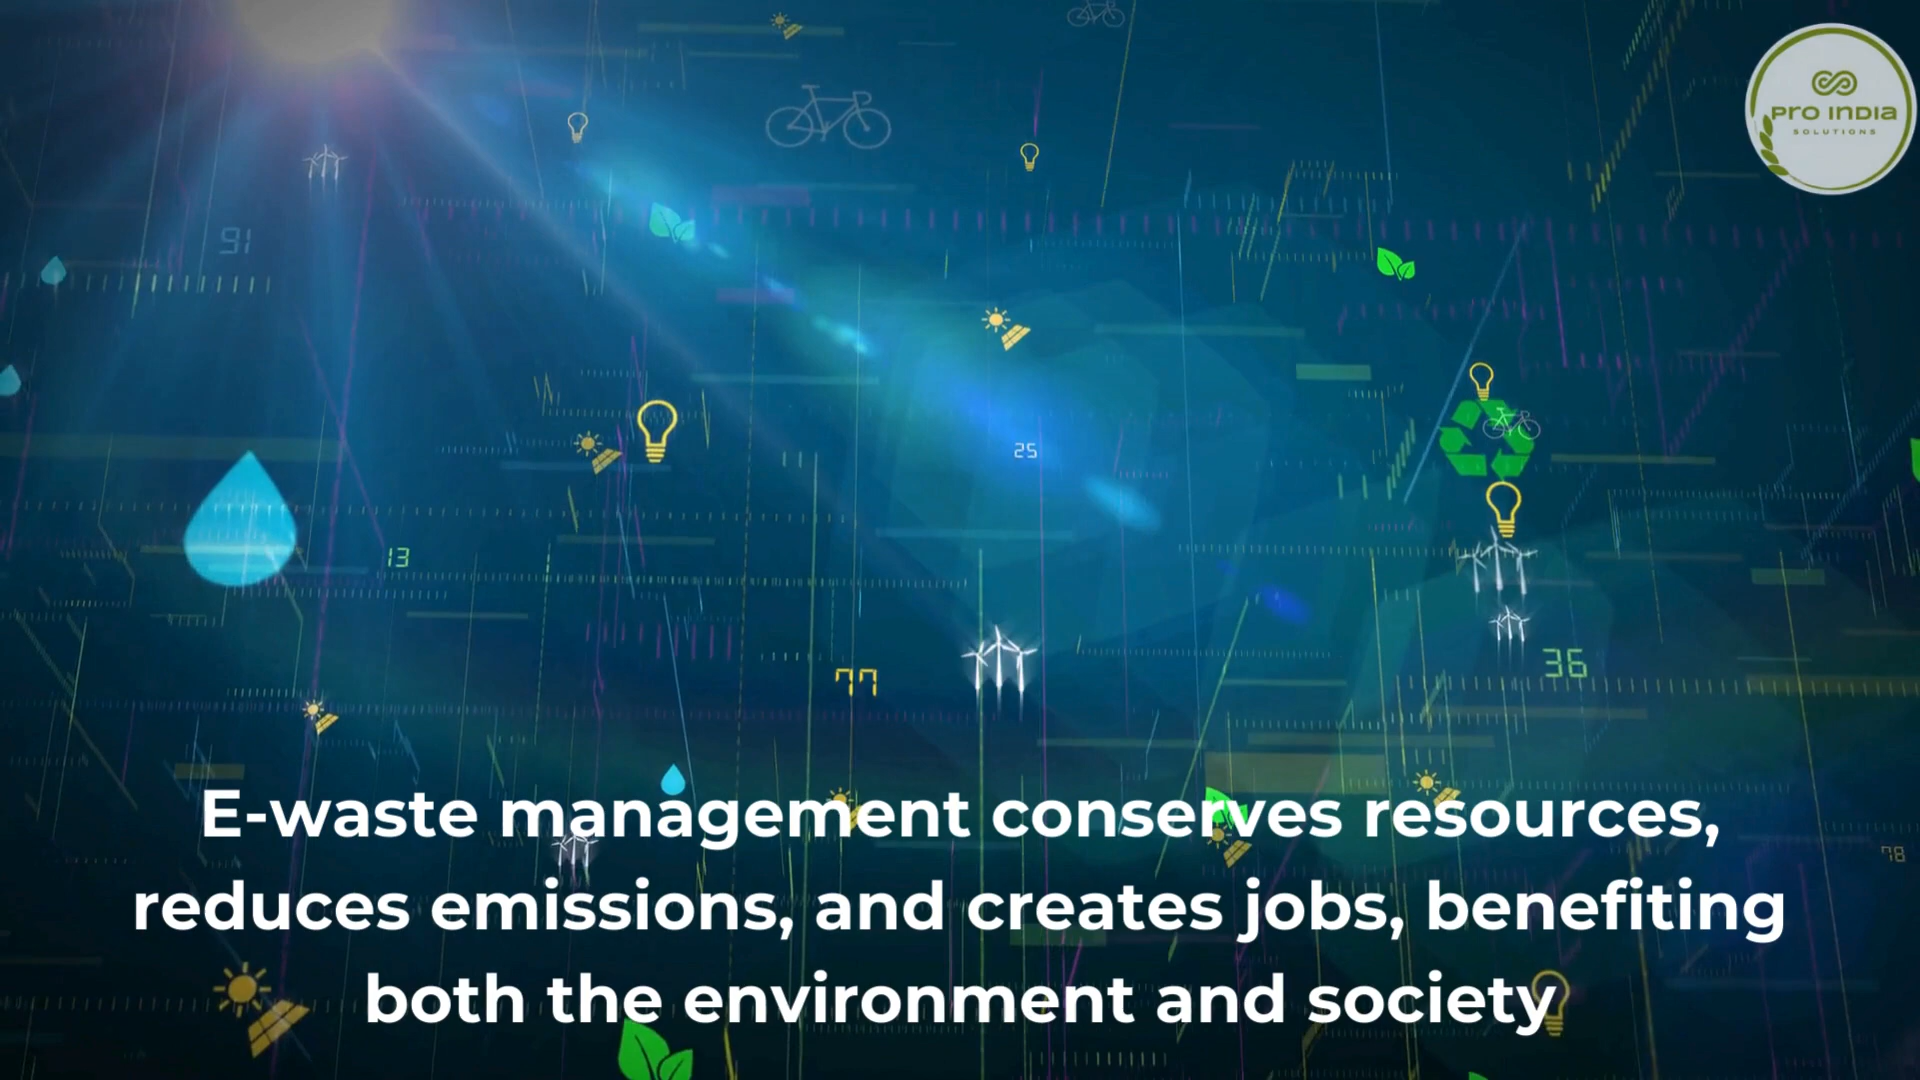 PRO INDIA
SOLUTIONS
91
25
13
77
36
78
E-waste management conserves resources,
reduces emissions, and creates jobs, benefiting
both the environment and society